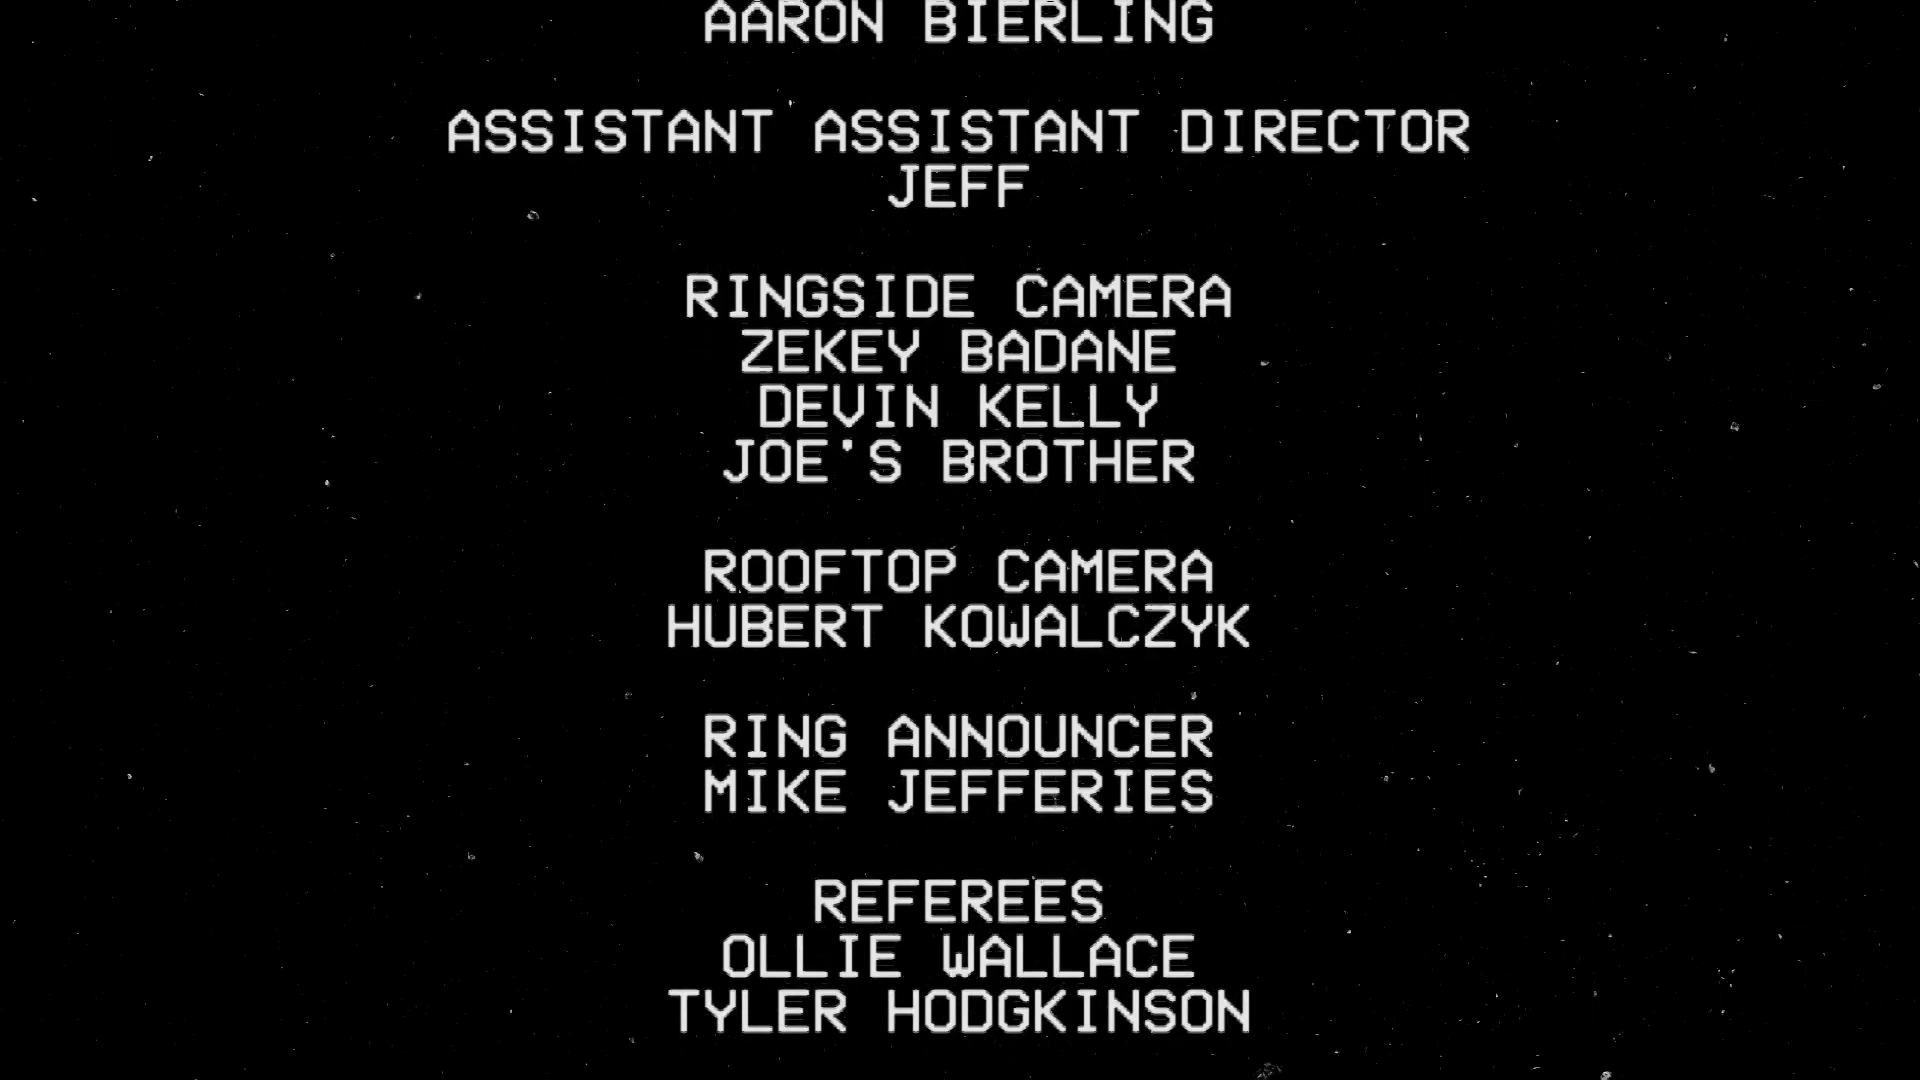 AARON BIERLING
ASSISTANT ASSISTANT DIRECTOR
JEFF
RINGSIDE CAMERA
ZEKEY BADANE
DEVIN KELLY
JOE'S BROTHER
ROOFTOP CAMERA
HUBERT KOWALCZYK
RING ANNOUNCER
MIKE JEFFERIES
REFEREES
OLLIE WALLACE
TYLER HODGKINSON